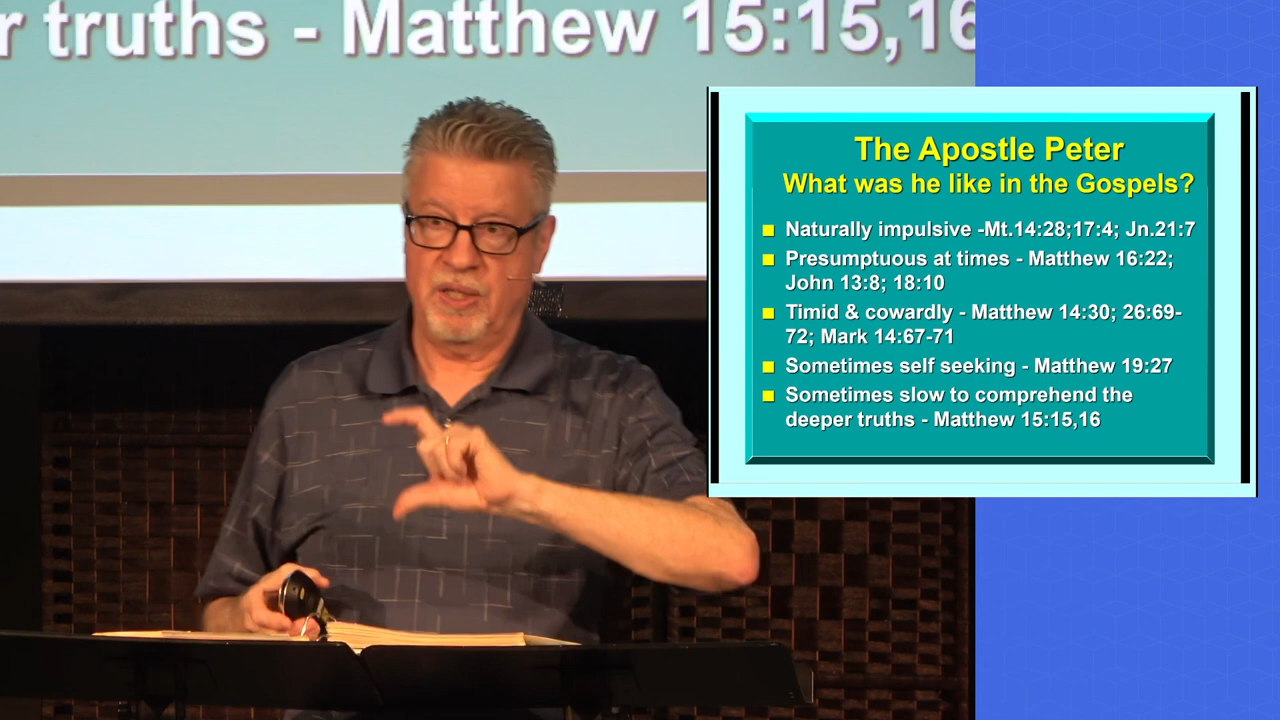 r truths - Matthew 15:15,16
The Apostle Peter
What was he like in the Gospels?
Naturally impulsive -Mt.14:28;17:4; Jn.21:7
Presumptuous at times - Matthew 16:22;
John 13:8; 18:10
Timid & cowardly - Matthew 14:30; 26:69-
72; Mark 14:67-71
Sometimes self seeking - Matthew 19:27
Sometimes slow to comprehend the
deeper truths - Matthew 15:15,16